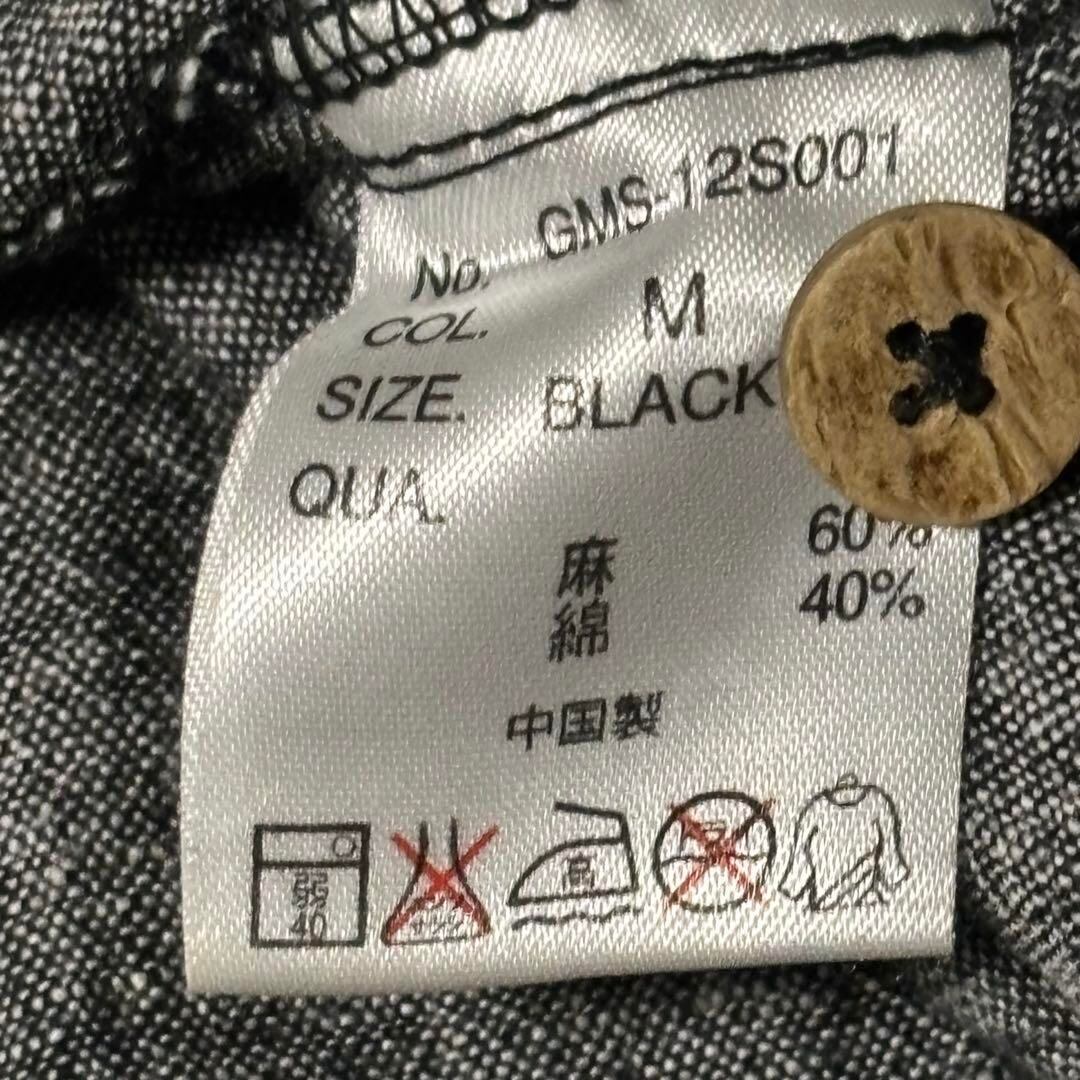 No. GMS-12S001
COL. M
SIZE. BLACK
QUA.
麻 60%
綿 40%
中国製
弱
40
高